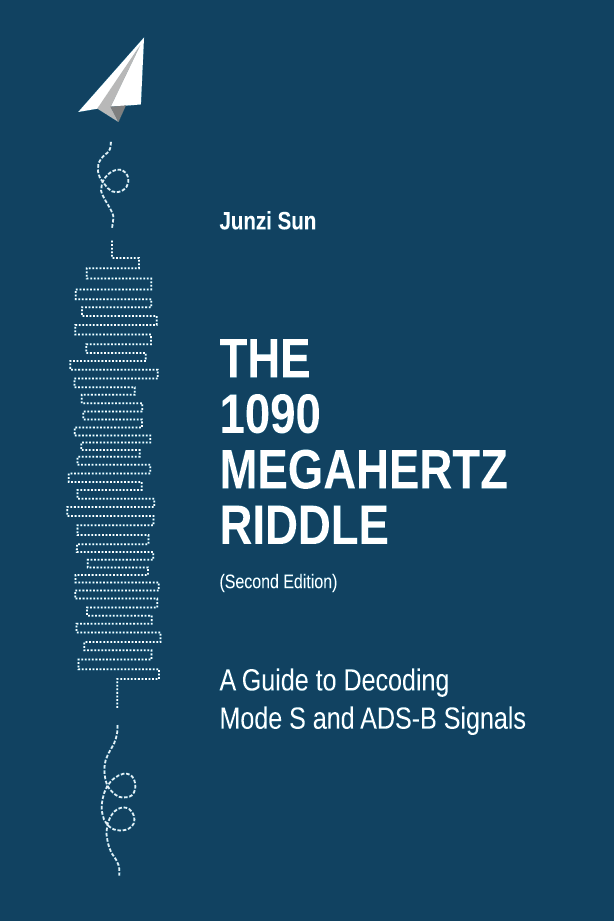 Junzi Sun
THE
1090
MEGAHERTZ
RIDDLE
(Second Edition)
A Guide to Decoding
Mode S and ADS-B Signals